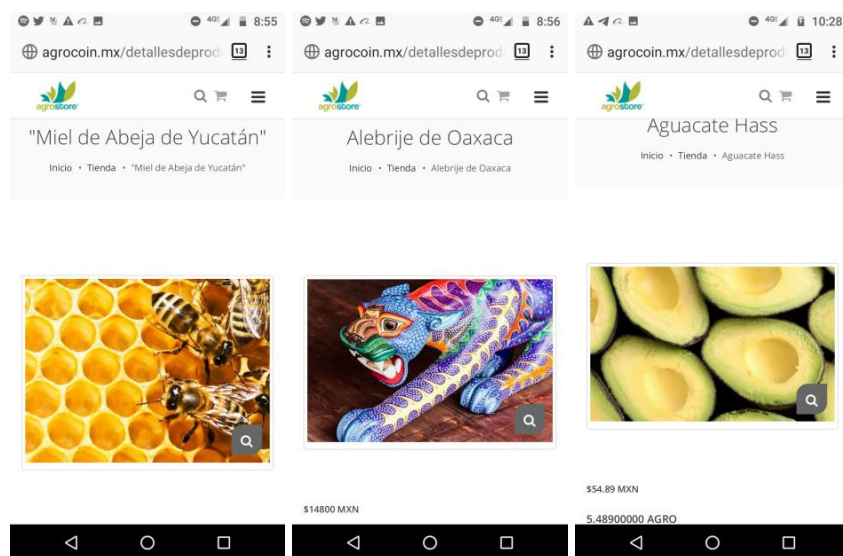 8:55
agrocoin.mx/detallesdeprod
13
agrostore
"Miel de Abeja de Yucatán"
Inicio • Tienda • "Miel de Abeja de Yucatán"
8:56
agrocoin.mx/detallesdeprod
13
agrostore
Alebrije de Oaxaca
Inicio • Tienda • Alebrije de Oaxaca
$14800 MXN
10:28
agrocoin.mx/detallesdeprod
13
agrostore
Aguacate Hass
Inicio • Tienda • Aguacate Hass
$54.89 MXN
5.48900000 AGRO